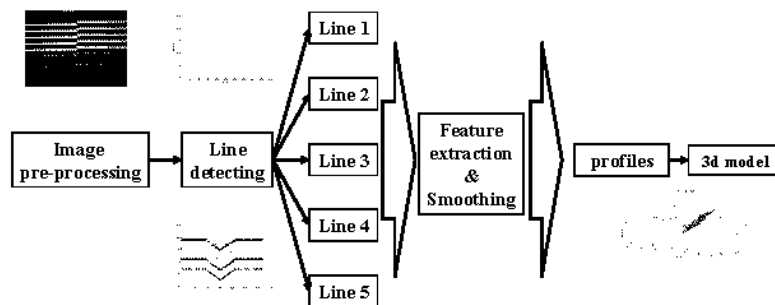 Image
pre-processing
Line
detecting
Line 1
Line 2
Line 3
Line 4
Line 5
Feature
extraction
&
Smoothing
profiles
3d model